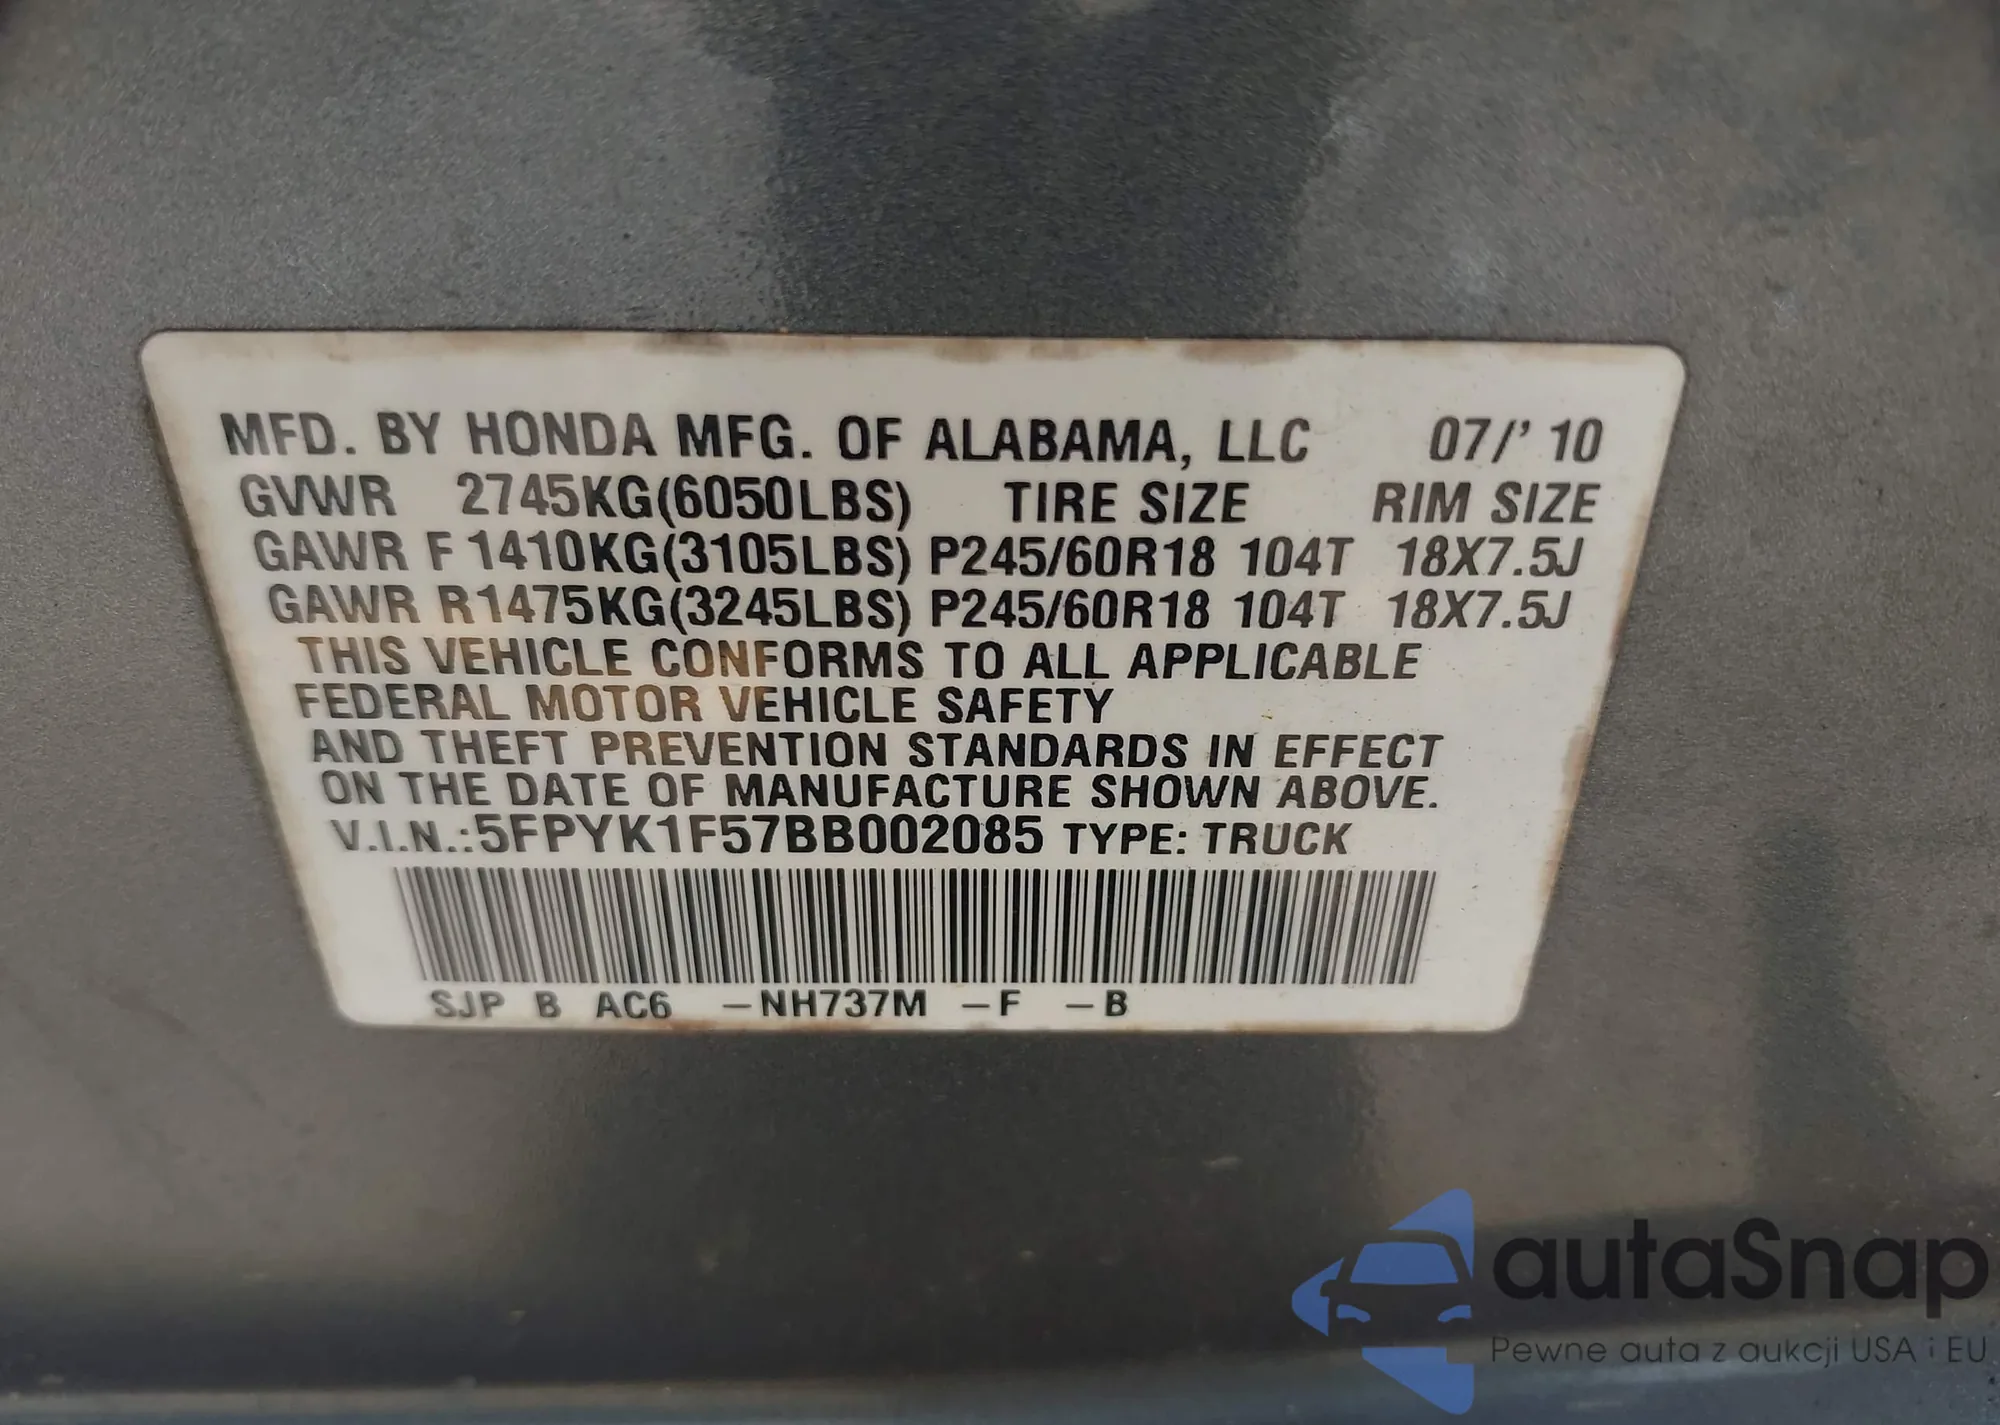 MFD. BY HONDA MFG. OF ALABAMA, LLC 07/' 10
GVWR 2745KG(6050LBS) TIRE SIZE RIM SIZE
GAWR F 1410KG(3105LBS) P245/60R18 104T 18X7.5J
GAWR R1475KG(3245LBS) P245/60R18 104T 18X7.5J
THIS VEHICLE CONFORMS TO ALL APPLICABLE
FEDERAL MOTOR VEHICLE SAFETY
AND THEFT PREVENTION STANDARDS IN EFFECT
ON THE DATE OF MANUFACTURE SHOWN ABOVE.
V.I.N.:5FPYK1F57BB002085 TYPE: TRUCK
SJP B AC6 –NH737M –F –B
autaSnap
Pewne auta z aukcji USA i EU